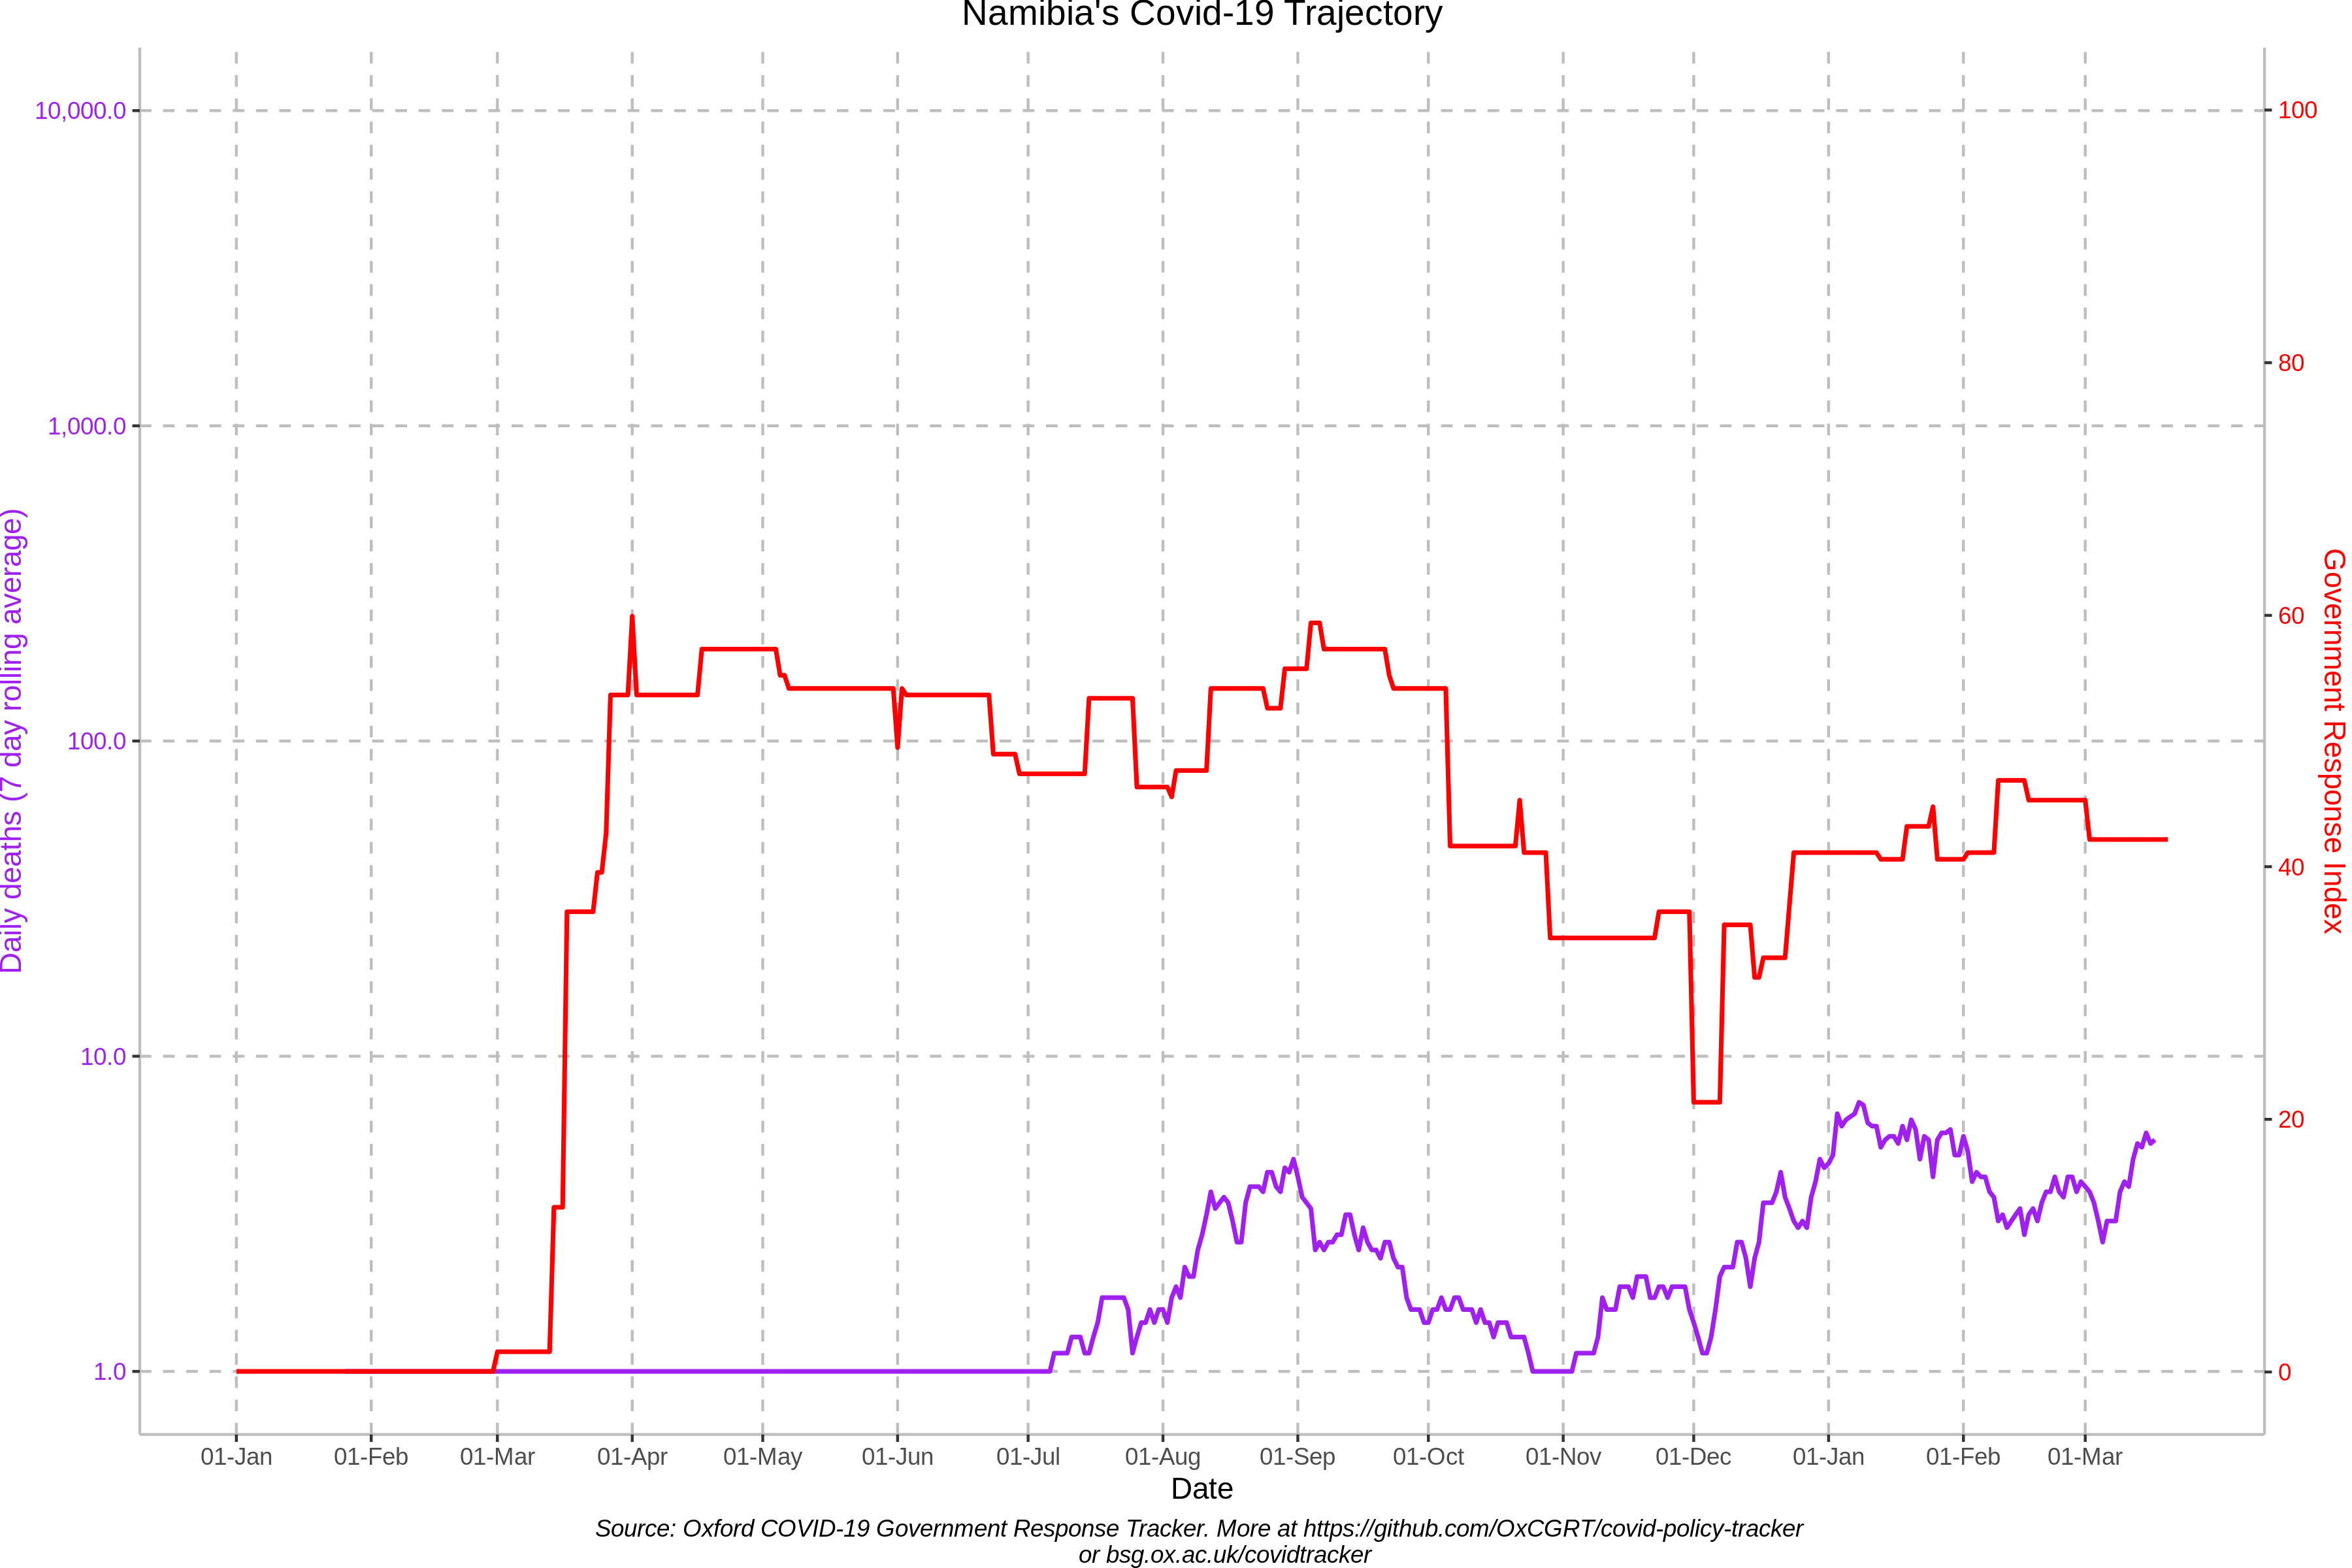 Namibia's Covid-19 Trajectory
10,000.0
1,000.0
100.0
10.0
1.0
Daily deaths (7 day rolling average)
100
80
60
40
20
0
Government Response Index
01-Jan 01-Feb 01-Mar 01-Apr 01-May 01-Jun 01-Jul 01-Aug 01-Sep 01-Oct 01-Nov 01-Dec 01-Jan 01-Feb 01-Mar
Date
Source: Oxford COVID-19 Government Response Tracker. More at https://github.com/OxCGRT/covid-policy-tracker
or bsg.ox.ac.uk/covidtracker